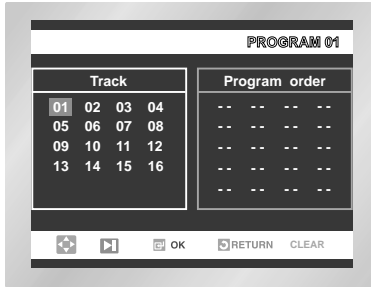 PROGRAM 01
Track
Program order
01 02 03 04
-- -- -- --
05 06 07 08
-- -- -- --
09 10 11 12
-- -- -- --
13 14 15 16
-- -- -- --
-- -- -- --
OK RETURN CLEAR